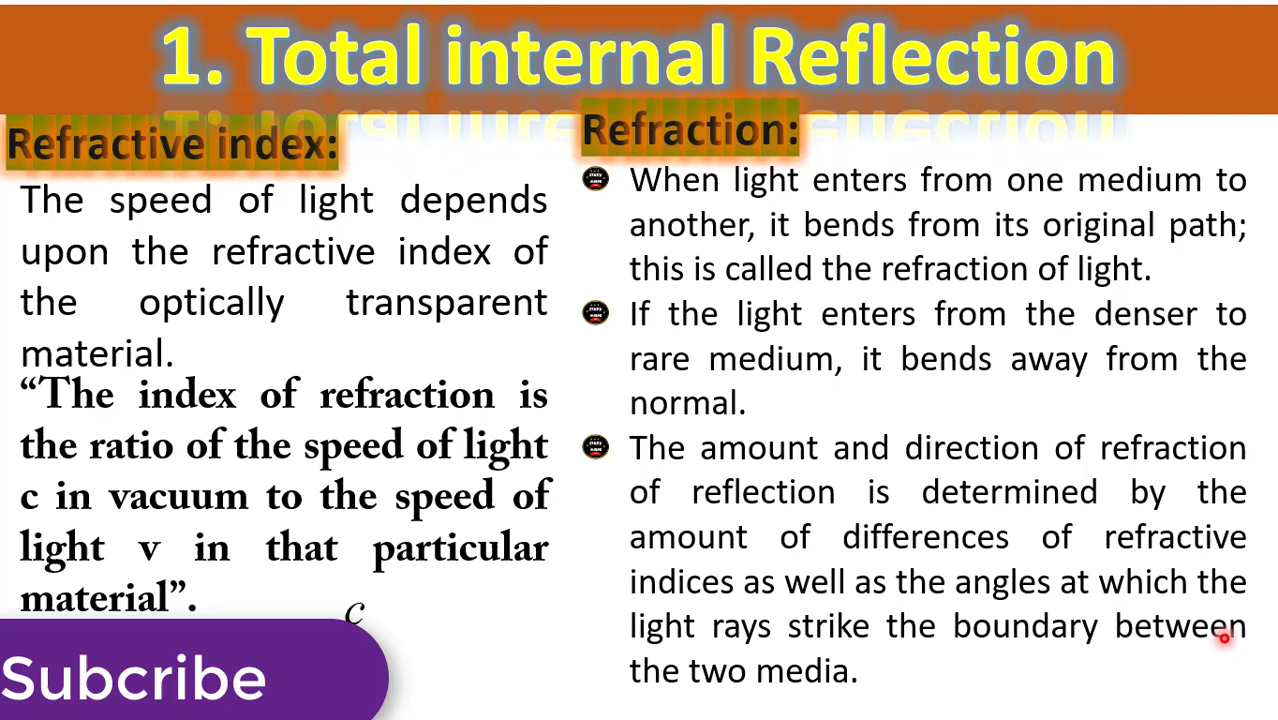 1. Total internal Reflection
Refractive index:
The speed of light depends
upon the refractive index of
the optically transparent
material.
“The index of refraction is
the ratio of the speed of light
c in vacuum to the speed of
light v in that particular
material”.
c
Subcribe
Refraction:
When light enters from one medium to
another, it bends from its original path;
this is called the refraction of light.
If the light enters from the denser to
rare medium, it bends away from the
normal.
The amount and direction of refraction
of reflection is determined by the
amount of differences of refractive
indices as well as the angles at which the
light rays strike the boundary between
the two media.